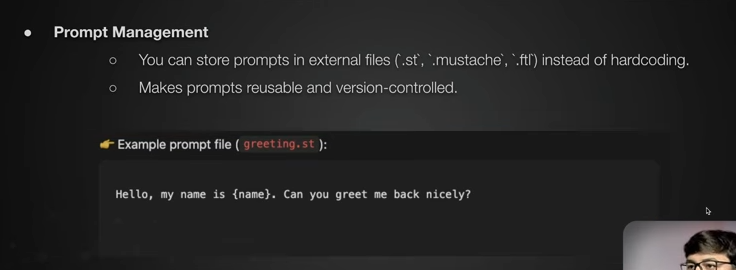 ● Prompt Management
○ You can store prompts in external files (`.st`, `.mustache`, `.ftl`) instead of hardcoding.
○ Makes prompts reusable and version-controlled.
👉 Example prompt file ( greeting.st ):
Hello, my name is {name}. Can you greet me back nicely?